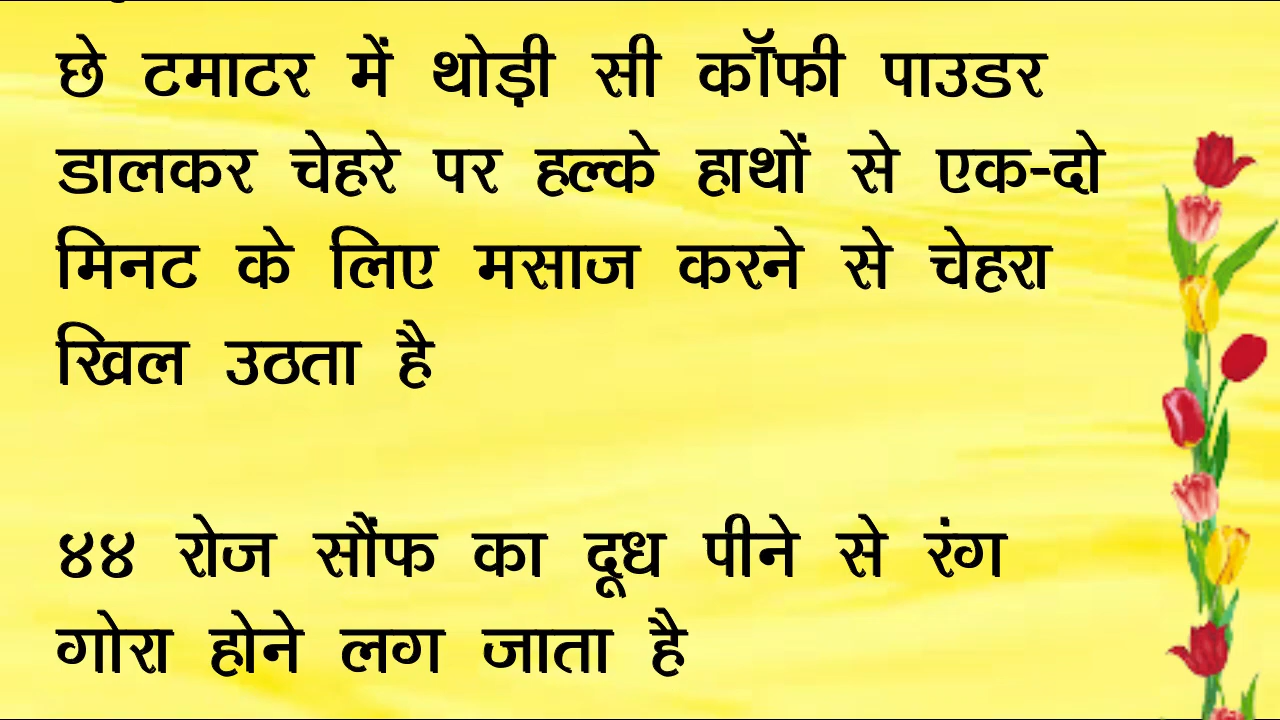 छे टमाटर में थोड़ी सी कॉफी पाउडर
डालकर चेहरे पर हल्के हाथों से एक-दो
मिनट के लिए मसाज करने से चेहरा
खिल उठता है
४४ रोज सौंफ का दूध पीने से रंग
गोरा होने लग जाता है